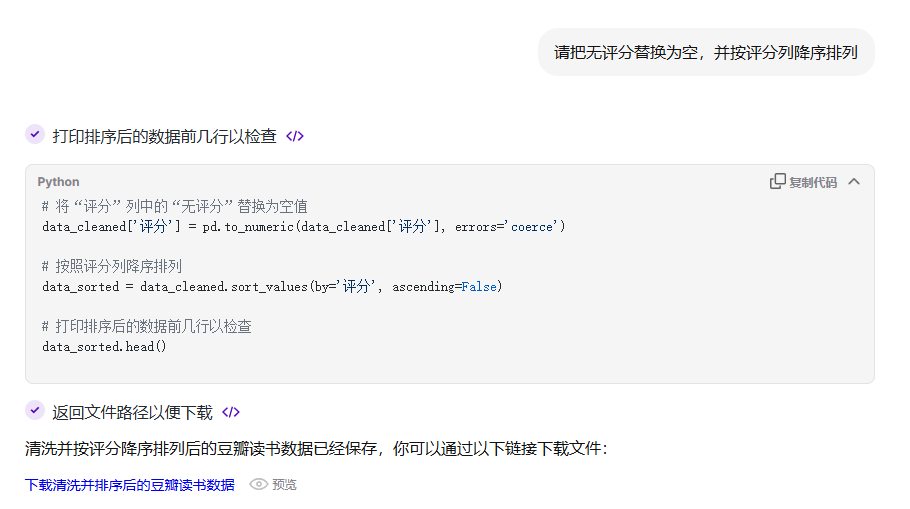 请把无评分替换为空，并按评分列降序排列
打印排序后的数据前几行以检查 </>
Python 复制代码
# 将“评分”列中的“无评分”替换为空值
data_cleaned['评分'] = pd.to_numeric(data_cleaned['评分'], errors='coerce')
# 按照评分列降序排列
data_sorted = data_cleaned.sort_values(by='评分', ascending=False)
# 打印排序后的数据前几行以检查
data_sorted.head()
返回文件路径以便下载 </>
清洗并按评分降序排列后的豆瓣读书数据已经保存，你可以通过以下链接下载文件：
下载清洗并排序后的豆瓣读书数据 预览